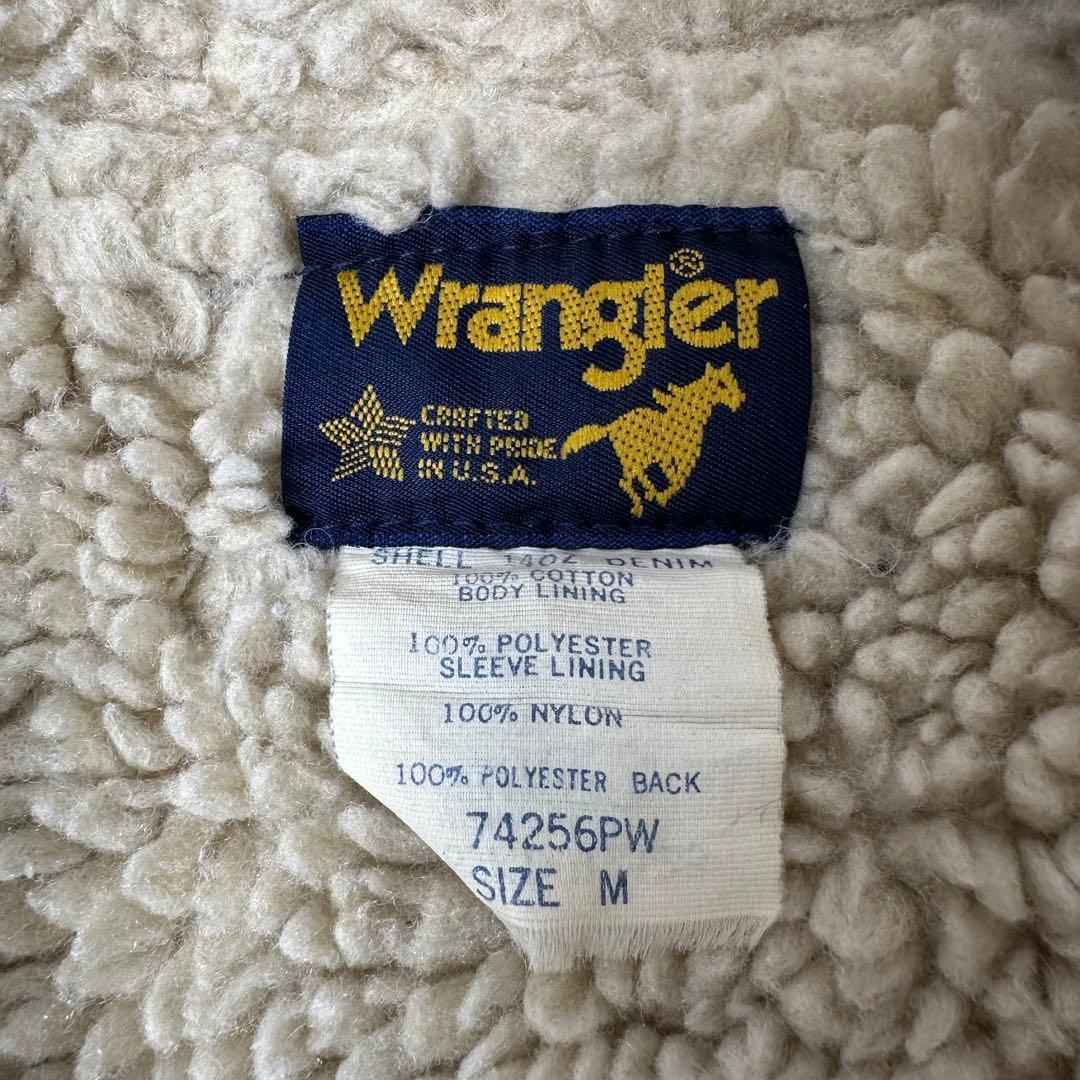 Wrangler®
CRAFTED
WITH PRIDE
IN U.S.A.
SHELL 14OZ DENIM
100% COTTON
BODY LINING
100% POLYESTER
SLEEVE LINING
100% NYLON
100% POLYESTER BACK
74256PW
SIZE M